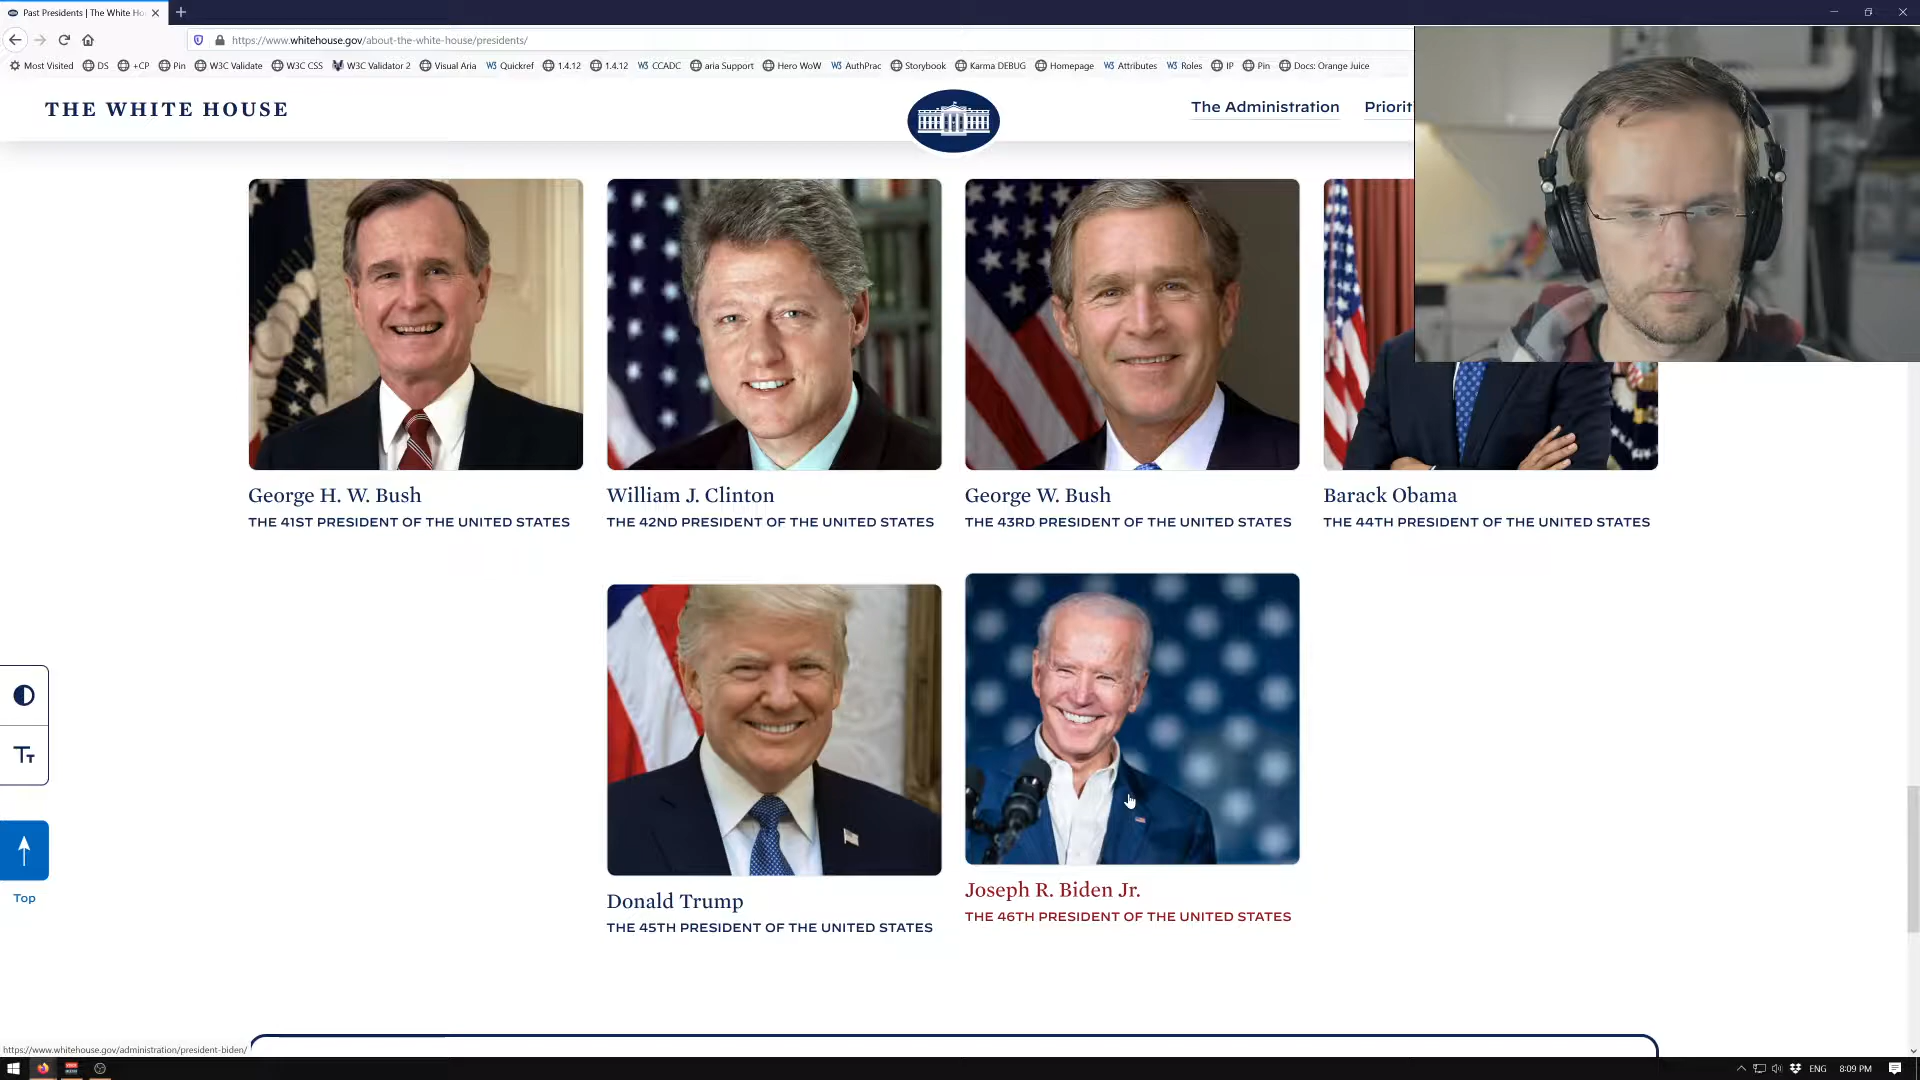 Past Presidents | The White Ho
https://www.whitehouse.gov/about-the-white-house/presidents/
Most Visited DS +CP Pin W3C Validate W3C CSS W3C Validator 2 Visual Aria W3 Quickref 1.4.12 1.4.12 W3 CCADC aria Support Hero WoW W3 AuthPrac Storybook Karma DEBUG Homepage W3 Attributes W3 Roles IP Pin Docs: Orange Juice
THE WHITE HOUSE
The Administration Priorit
George H. W. Bush
THE 41ST PRESIDENT OF THE UNITED STATES
William J. Clinton
THE 42ND PRESIDENT OF THE UNITED STATES
George W. Bush
THE 43RD PRESIDENT OF THE UNITED STATES
Barack Obama
THE 44TH PRESIDENT OF THE UNITED STATES
Tт
Top
Donald Trump
THE 45TH PRESIDENT OF THE UNITED STATES
Joseph R. Biden Jr.
THE 46TH PRESIDENT OF THE UNITED STATES
https://www.whitehouse.gov/administration/president-biden/
ENG 8:09 PM